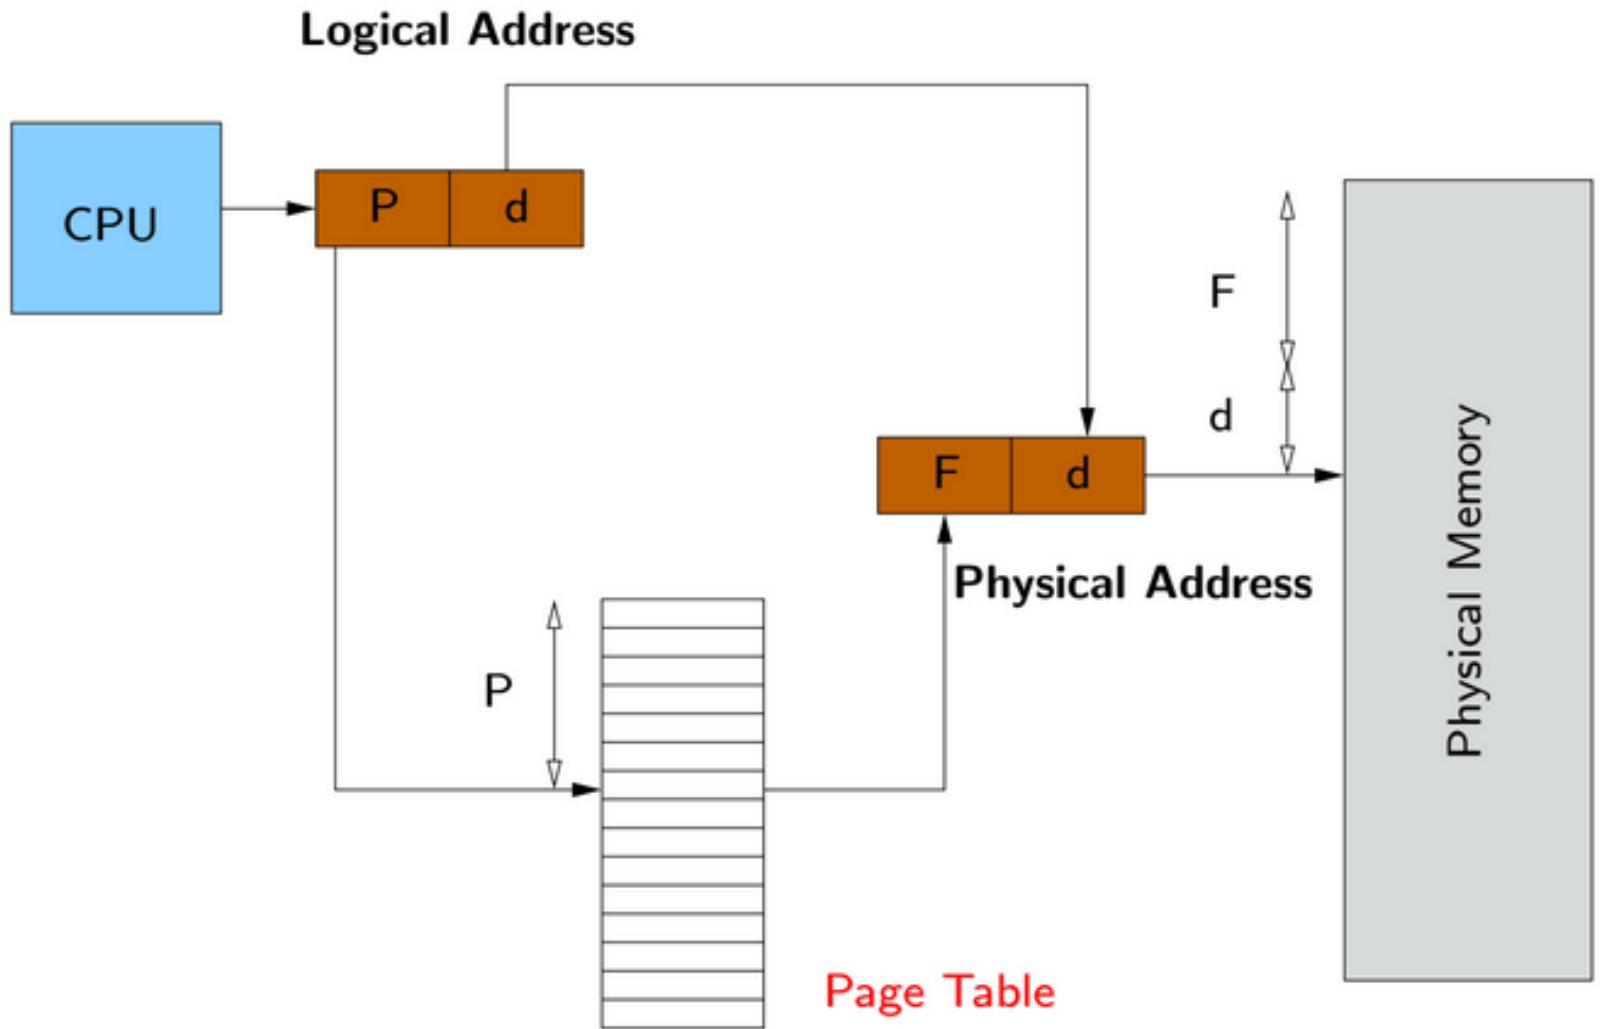 Logical Address
CPU
P
d
F
d
F
d
Physical Address
P
Physical Memory
Page Table